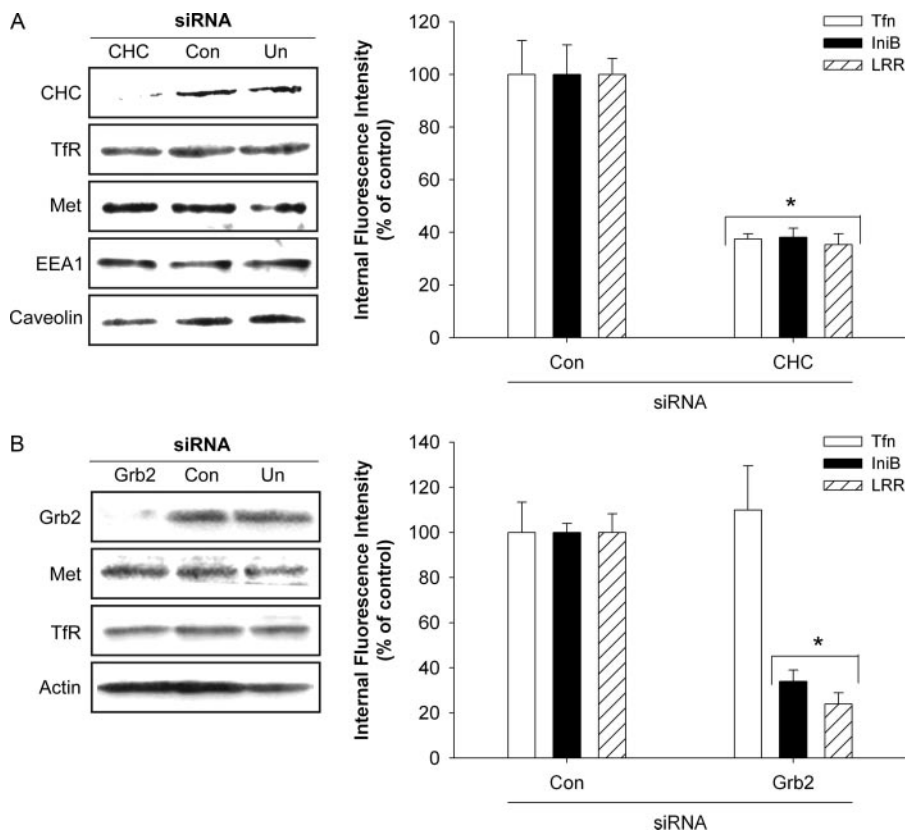 A
siRNA
CHC Con Un
CHC
TfR
Met
EEA1
Caveolin
Internal Fluorescence Intensity
(% of control)
120
100
80
60
40
20
0
Tfn
IniB
LRR
*
Con CHC
siRNA
B
siRNA
Grb2 Con Un
Grb2
Met
TfR
Actin
Internal Fluorescence Intensity
(% of control)
140
120
100
80
60
40
20
0
Tfn
IniB
LRR
*
Con Grb2
siRNA